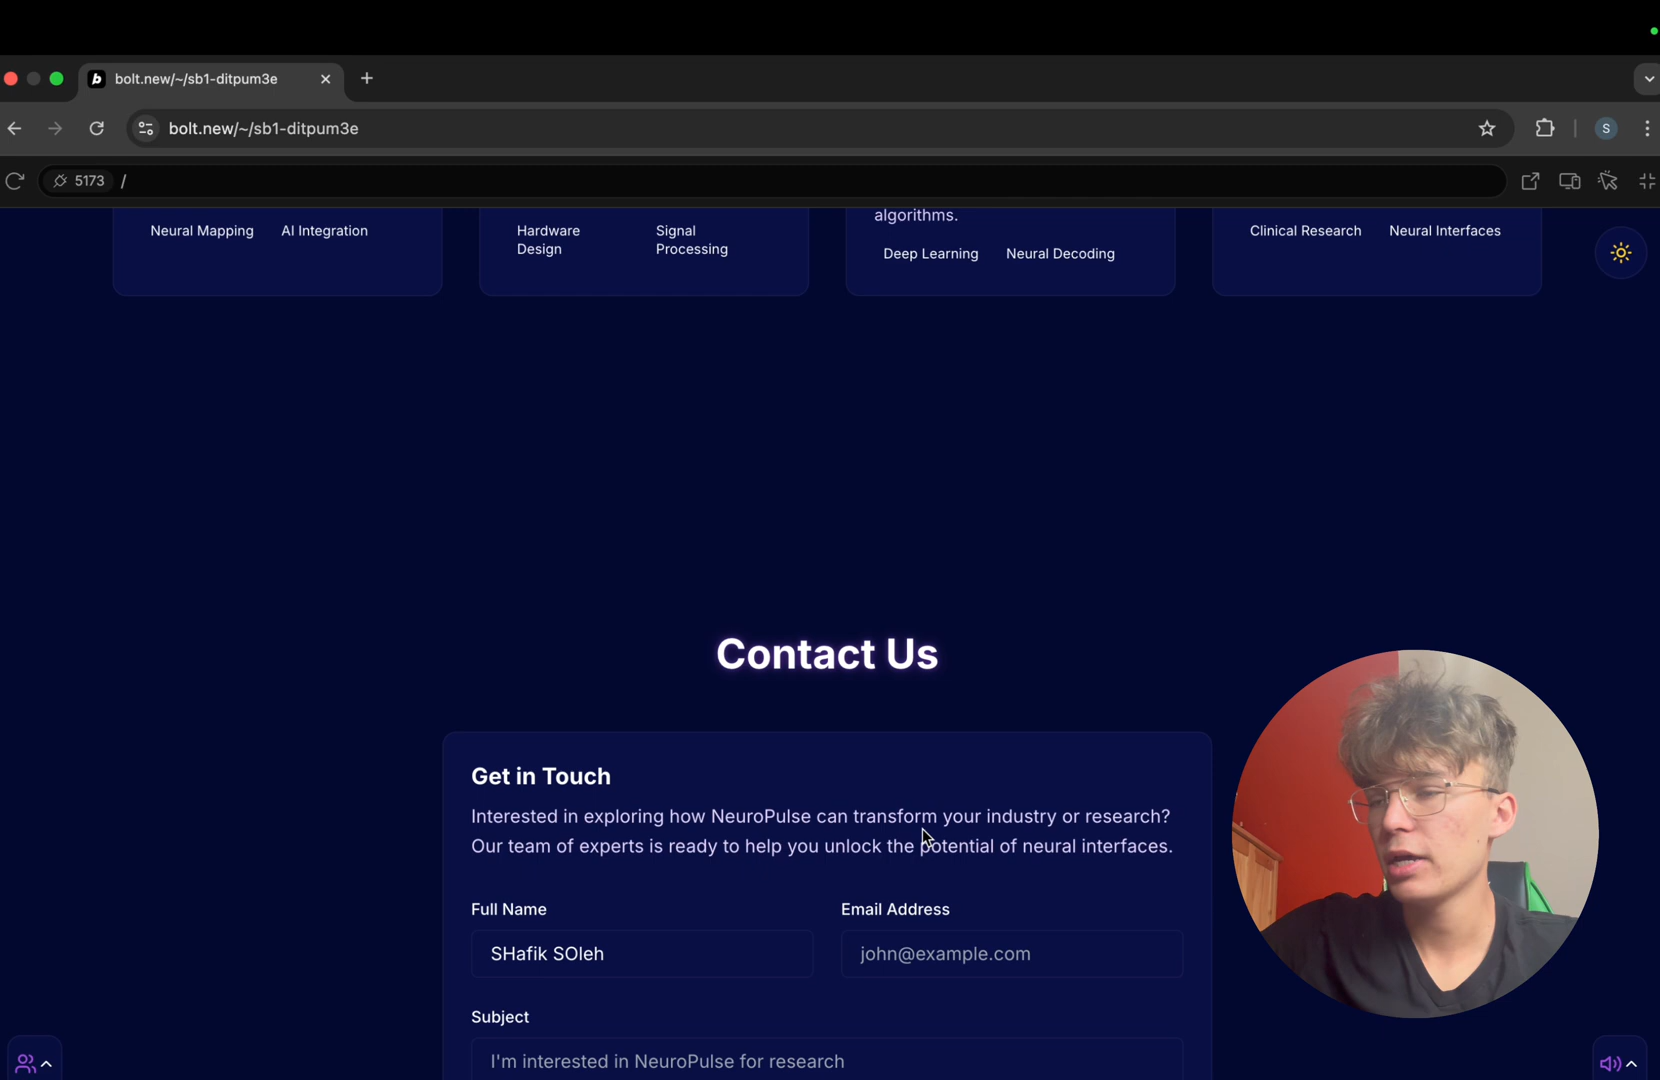 b bolt.new/~/sb1-ditpum3e
bolt.new/~/sb1-ditpum3e
S
5173 /
algorithms.
Neural Mapping AI Integration
Hardware Design
Signal Processing
Deep Learning Neural Decoding
Clinical Research Neural Interfaces
Contact Us
Get in Touch
Interested in exploring how NeuroPulse can transform your industry or research?
Our team of experts is ready to help you unlock the potential of neural interfaces.
Full Name Email Address
SHafik SOleh john@example.com
Subject
I'm interested in NeuroPulse for research